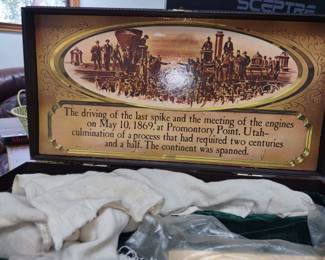 SCEPTRE
The driving of the last spike and the meeting of the engines
on May 10, 1869, at Promontory Point, Utah-
culmination of a process that had required two centuries
and a half. The continent was spanned.